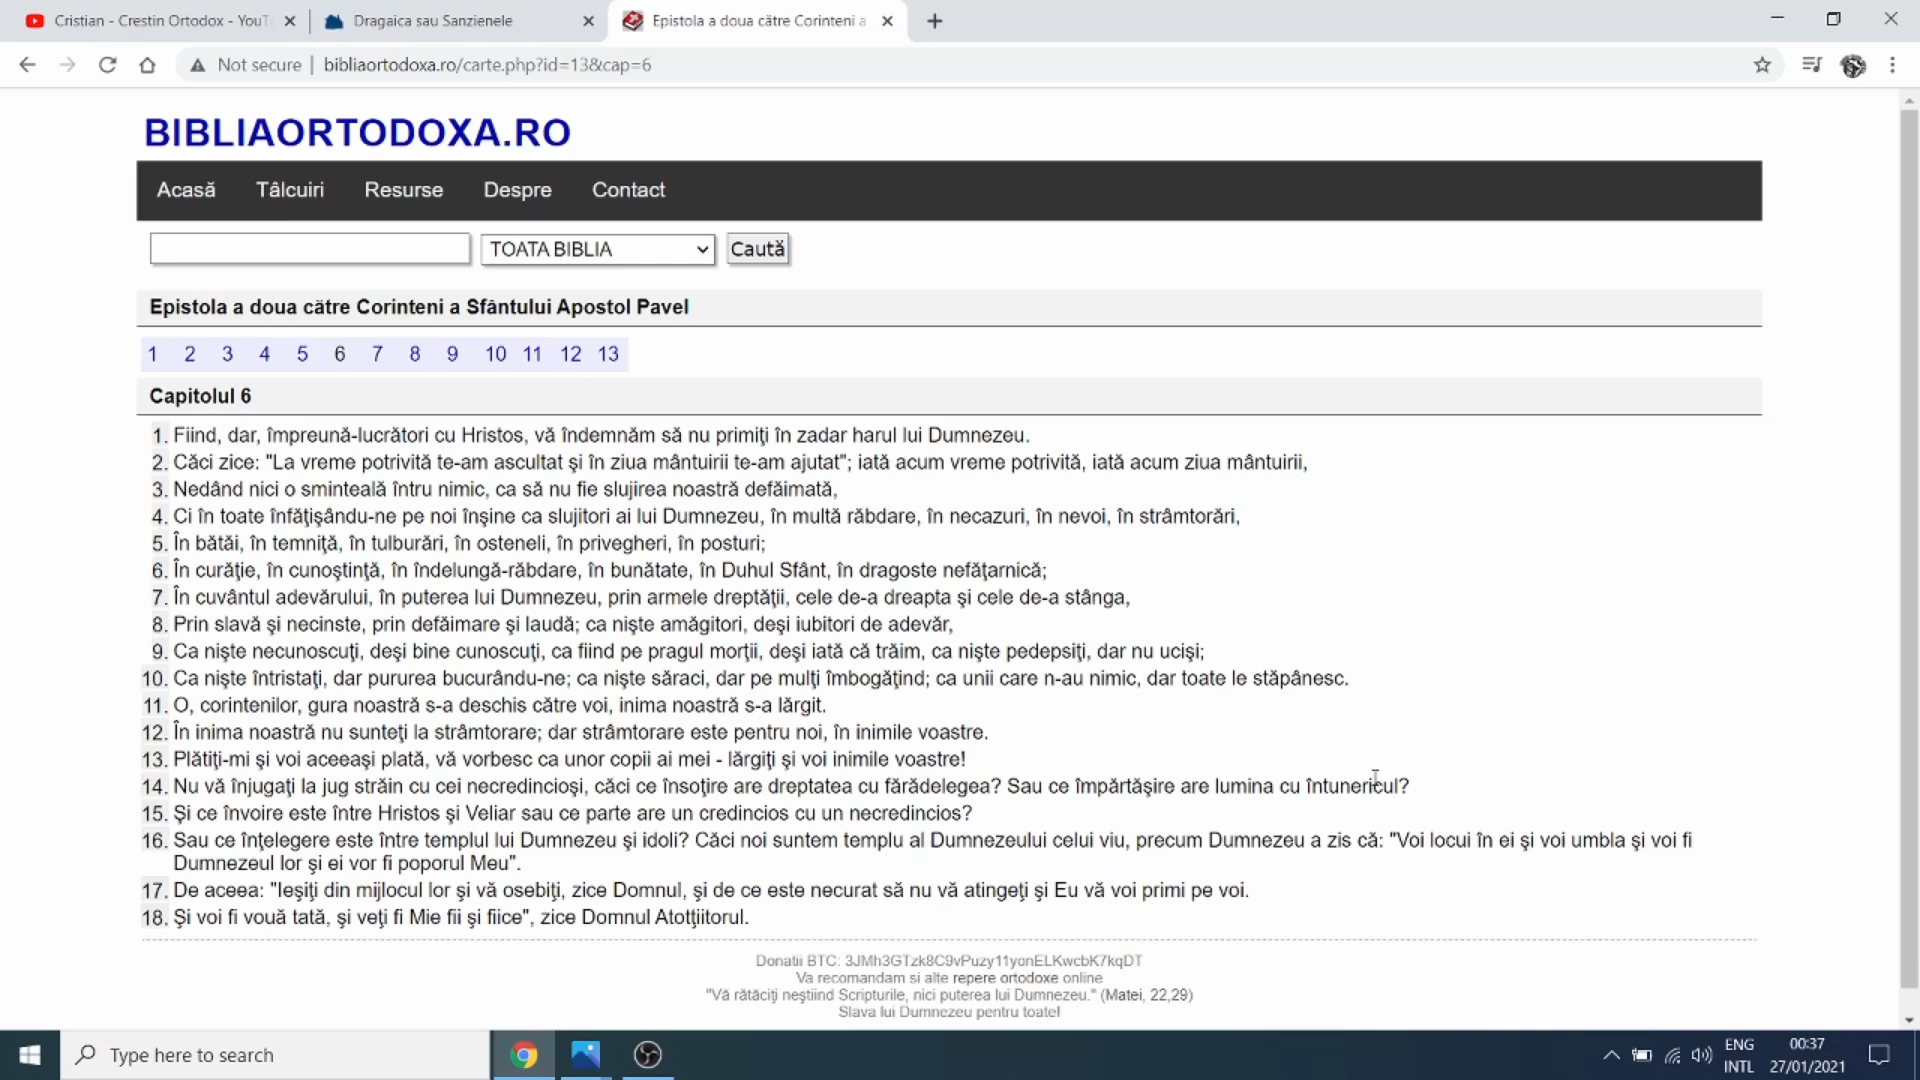 Cristian - Crestin Ortodox - YouT
Dragaica sau Sanzienele
Epistola a doua către Corinteni a
Not secure | bibliaortodoxa.ro/carte.php?id=13&cap=6
BIBLIAORTODOXA.RO
Acasă Tâlcuiri Resurse Despre Contact
TOATA BIBLIA Caută
Epistola a doua către Corinteni a Sfântului Apostol Pavel
1 2 3 4 5 6 7 8 9 10 11 12 13
Capitolul 6
1. Fiind, dar, împreună-lucrători cu Hristos, vă îndemnăm să nu primiţi în zadar harul lui Dumnezeu.
2. Căci zice: "La vreme potrivită te-am ascultat şi în ziua mântuirii te-am ajutat"; iată acum vreme potrivită, iată acum ziua mântuirii,
3. Nedând nici o sminteală întru nimic, ca să nu fie slujirea noastră defăimată,
4. Ci în toate înfăţişându-ne pe noi înşine ca slujitori ai lui Dumnezeu, în multă răbdare, în necazuri, în nevoi, în strâmtorări,
5. În bătăi, în temniţă, în tulburări, în osteneli, în privegheri, în posturi;
6. În curăţie, în cunoştinţă, în îndelungă-răbdare, în bunătate, în Duhul Sfânt, în dragoste nefăţarnică;
7. În cuvântul adevărului, în puterea lui Dumnezeu, prin armele dreptăţii, cele de-a dreapta şi cele de-a stânga,
8. Prin slavă şi necinste, prin defăimare şi laudă; ca nişte amăgitori, deşi iubitori de adevăr,
9. Ca nişte necunoscuţi, deşi bine cunoscuţi, ca fiind pe pragul morţii, deşi iată că trăim, ca nişte pedepsiţi, dar nu ucişi;
10. Ca nişte întristaţi, dar pururea bucurându-ne; ca nişte săraci, dar pe mulţi îmbogăţind; ca unii care n-au nimic, dar toate le stăpânesc.
11. O, corintenilor, gura noastră s-a deschis către voi, inima noastră s-a lărgit.
12. În inima noastră nu sunteţi la strâmtorare; dar strâmtorare este pentru noi, în inimile voastre.
13. Plătiţi-mi şi voi aceeaşi plată, vă vorbesc ca unor copii ai mei - lărgiţi şi voi inimile voastre!
14. Nu vă înjugaţi la jug străin cu cei necredincioşi, căci ce însoţire are dreptatea cu fărădelegea? Sau ce împărtăşire are lumina cu întunericul?
15. Şi ce învoire este între Hristos şi Veliar sau ce parte are un credincios cu un necredincios?
16. Sau ce înţelegere este între templul lui Dumnezeu şi idoli? Căci noi suntem templu al Dumnezeului celui viu, precum Dumnezeu a zis că: "Voi locui în ei şi voi umbla şi voi fi
Dumnezeul lor şi ei vor fi poporul Meu".
17. De aceea: "Ieşiţi din mijlocul lor şi vă osebiţi, zice Domnul, şi de ce este necurat să nu vă atingeţi şi Eu vă voi primi pe voi.
18. Şi voi fi vouă tată, şi veţi fi Mie fii şi fiice", zice Domnul Atotţiitorul.
Donatii BTC: 3JMh3GTzk8C9vPuzy11yonELKwcbK7kqDT
Va recomandam si alte repere ortodoxe online
"Vă rătăciţi neştiind Scripturile, nici puterea lui Dumnezeu." (Matei, 22,29)
Slava lui Dumnezeu pentru toate!
Type here to search
ENG 00:37
INTL 27/01/2021